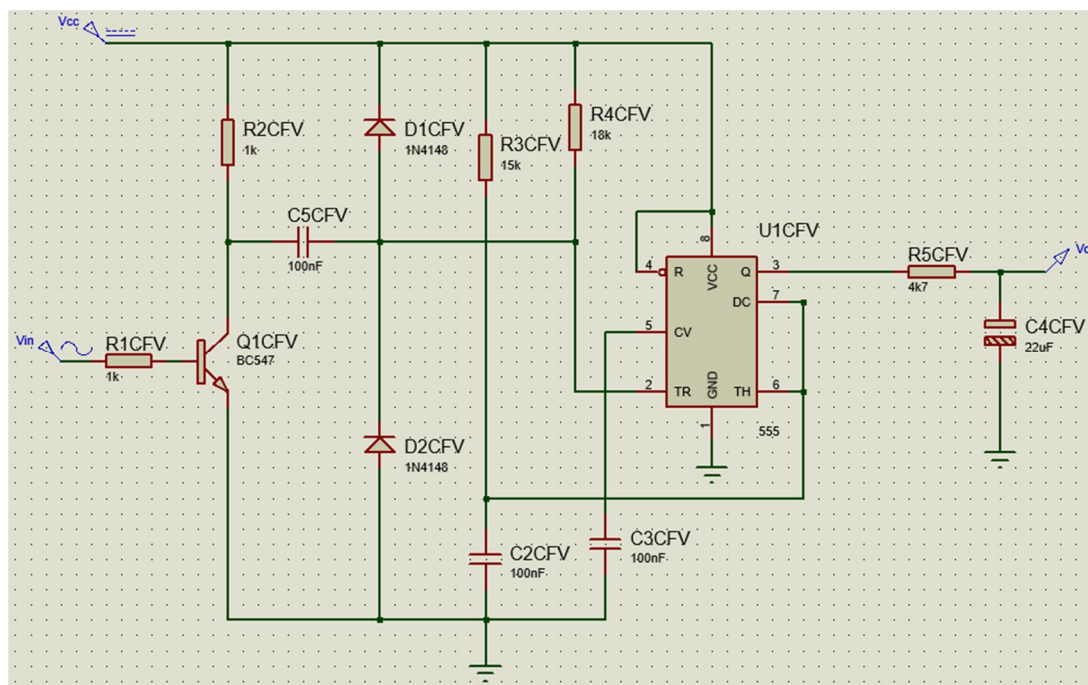 Vcc
R2CFV
1k
D1CFV
1N4148
R3CFV
15k
R4CFV
18k
C5CFV
100nF
U1CFV
8
4
R
VCC
Q
3
DC
7
5
CV
2
TR
GND
TH
6
1
555
R5CFV
4k7
C4CFV
22uF
Vin
R1CFV
1k
Q1CFV
BC547
D2CFV
1N4148
C2CFV
100nF
C3CFV
100nF